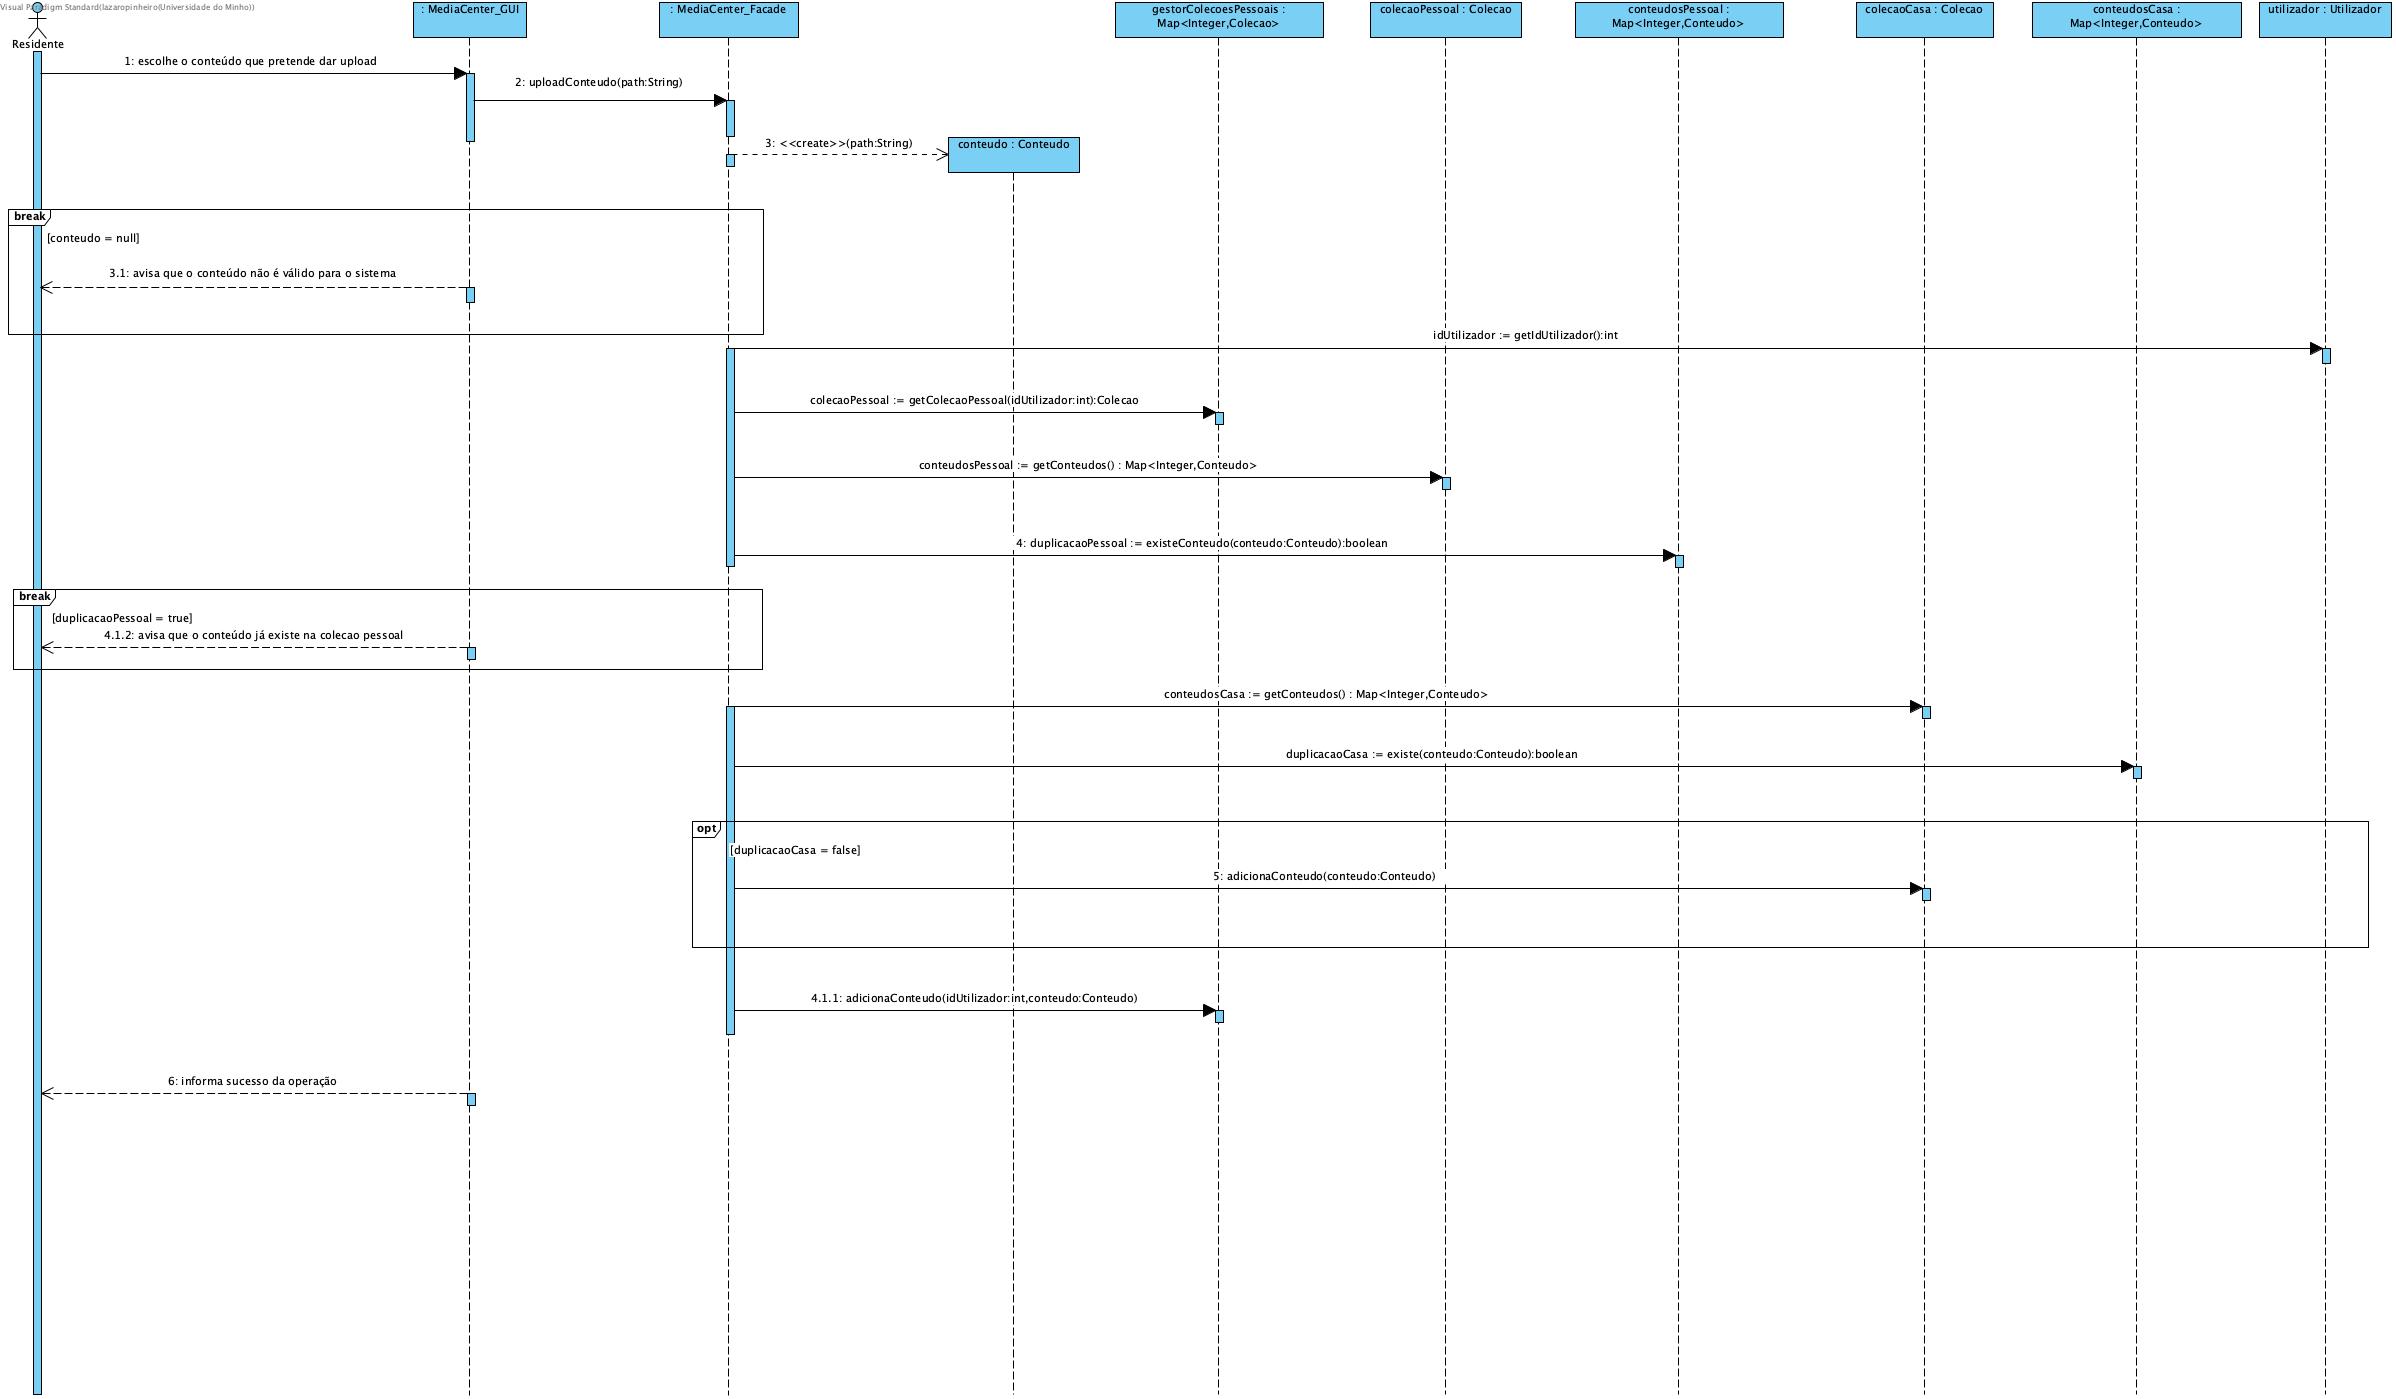 Visual Paradigm Standard(lazaropinheiro(Universidade do Minho))
Residente
: MediaCenter_GUI
: MediaCenter_Facade
gestorColecoesPessoais :
Map<Integer,Colecao>
colecaoPessoal : Colecao
conteudosPessoal :
Map<Integer,Conteudo>
colecaoCasa : Colecao
conteudosCasa :
Map<Integer,Conteudo>
utilizador : Utilizador
1: escolhe o conteúdo que pretende dar upload
2: uploadConteudo(path:String)
3: <<create>>(path:String)
conteudo : Conteudo
break
[conteudo = null]
3.1: avisa que o conteúdo não é válido para o sistema
idUtilizador := getIdUtilizador():int
colecaoPessoal := getColecaoPessoal(idUtilizador:int):Colecao
conteudosPessoal := getConteudos() : Map<Integer,Conteudo>
4: duplicacaoPessoal := existeConteudo(conteudo:Conteudo):boolean
break
[duplicacaoPessoal = true]
4.1.2: avisa que o conteúdo já existe na colecao pessoal
conteudosCasa := getConteudos() : Map<Integer,Conteudo>
duplicacaoCasa := existe(conteudo:Conteudo):boolean
opt
[duplicacaoCasa = false]
5: adicionaConteudo(conteudo:Conteudo)
4.1.1: adicionaConteudo(idUtilizador:int,conteudo:Conteudo)
6: informa sucesso da operação